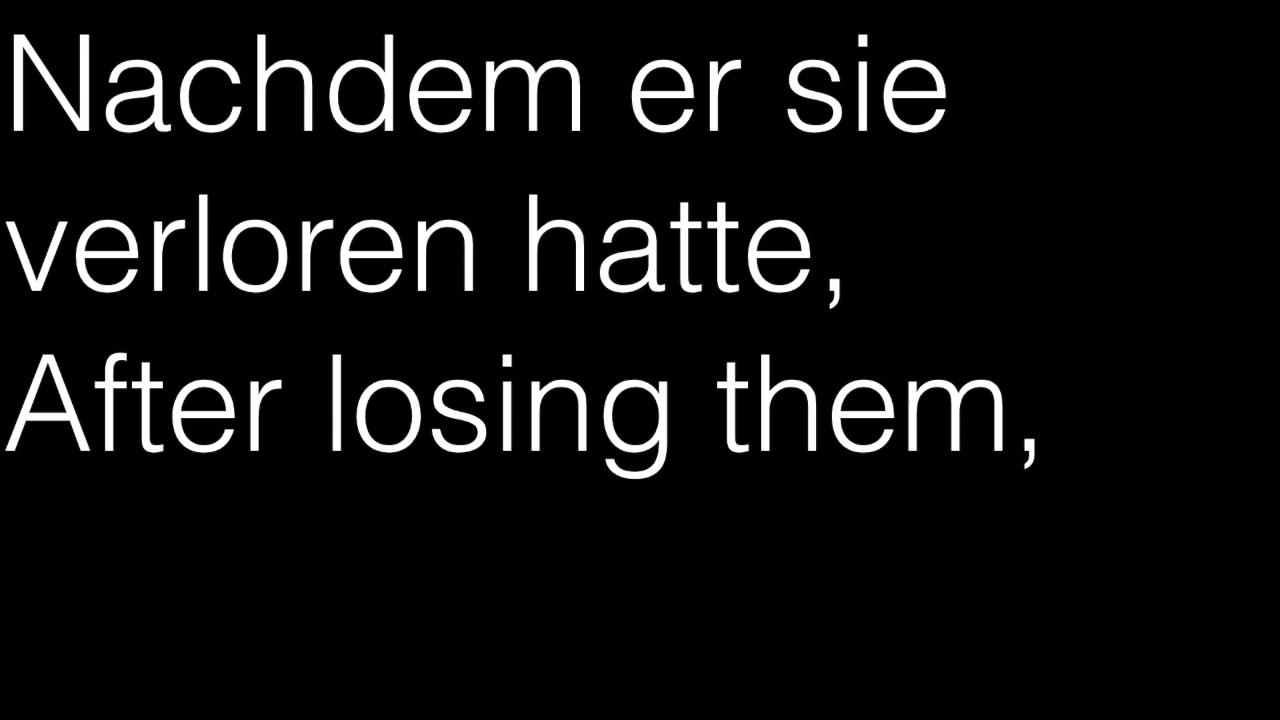 Nachdem er sie
verloren hatte,
After losing them,